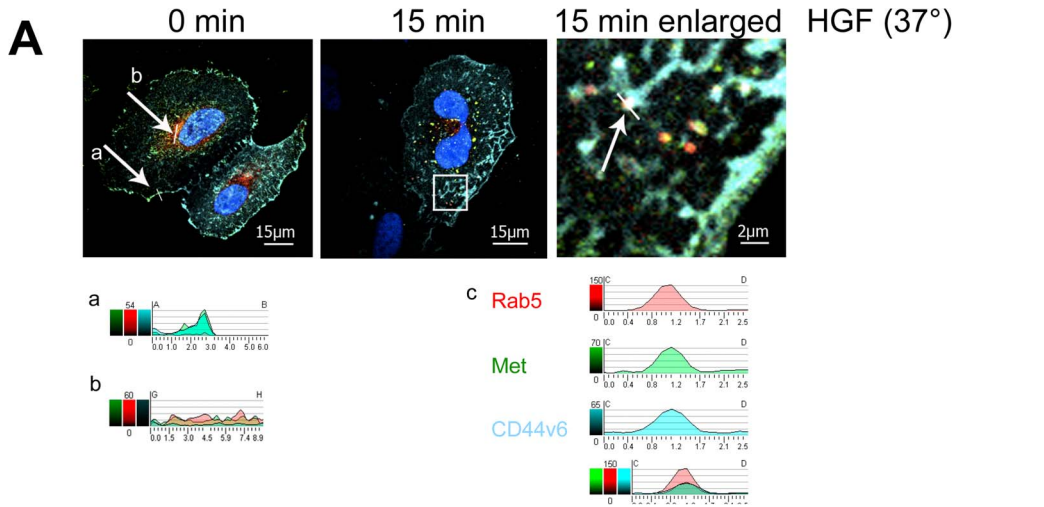 A
0 min 15 min 15 min enlarged HGF (37°)
b
a
15µm 15µm 2µm
a
54 A B
0
0.0 1.0 2.0 3.0 4.0 5.0 6.0
b
60 G H
0
0.0 1.5 3.0 4.5 5.9 7.4 8.9
c
Rab5
150 C D
0
0.0 0.4 0.8 1.2 1.7 2.1 2.5
Met
70 C D
0
0.0 0.4 0.8 1.2 1.7 2.1 2.5
CD44v6
65 C D
0
0.0 0.4 0.8 1.2 1.7 2.1 2.5
150 C D
0